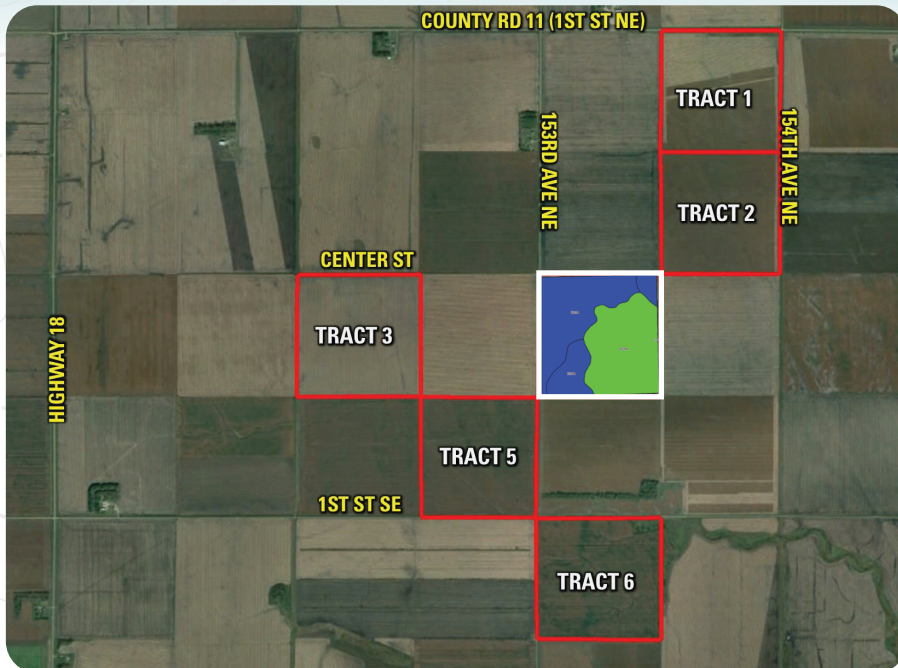 COUNTY RD 11 (1ST ST NE)
TRACT 1
153RD AVE NE
154TH AVE NE
TRACT 2
CENTER ST
TRACT 3
HIGHWAY 18
TRACT 5
1ST ST SE
TRACT 6